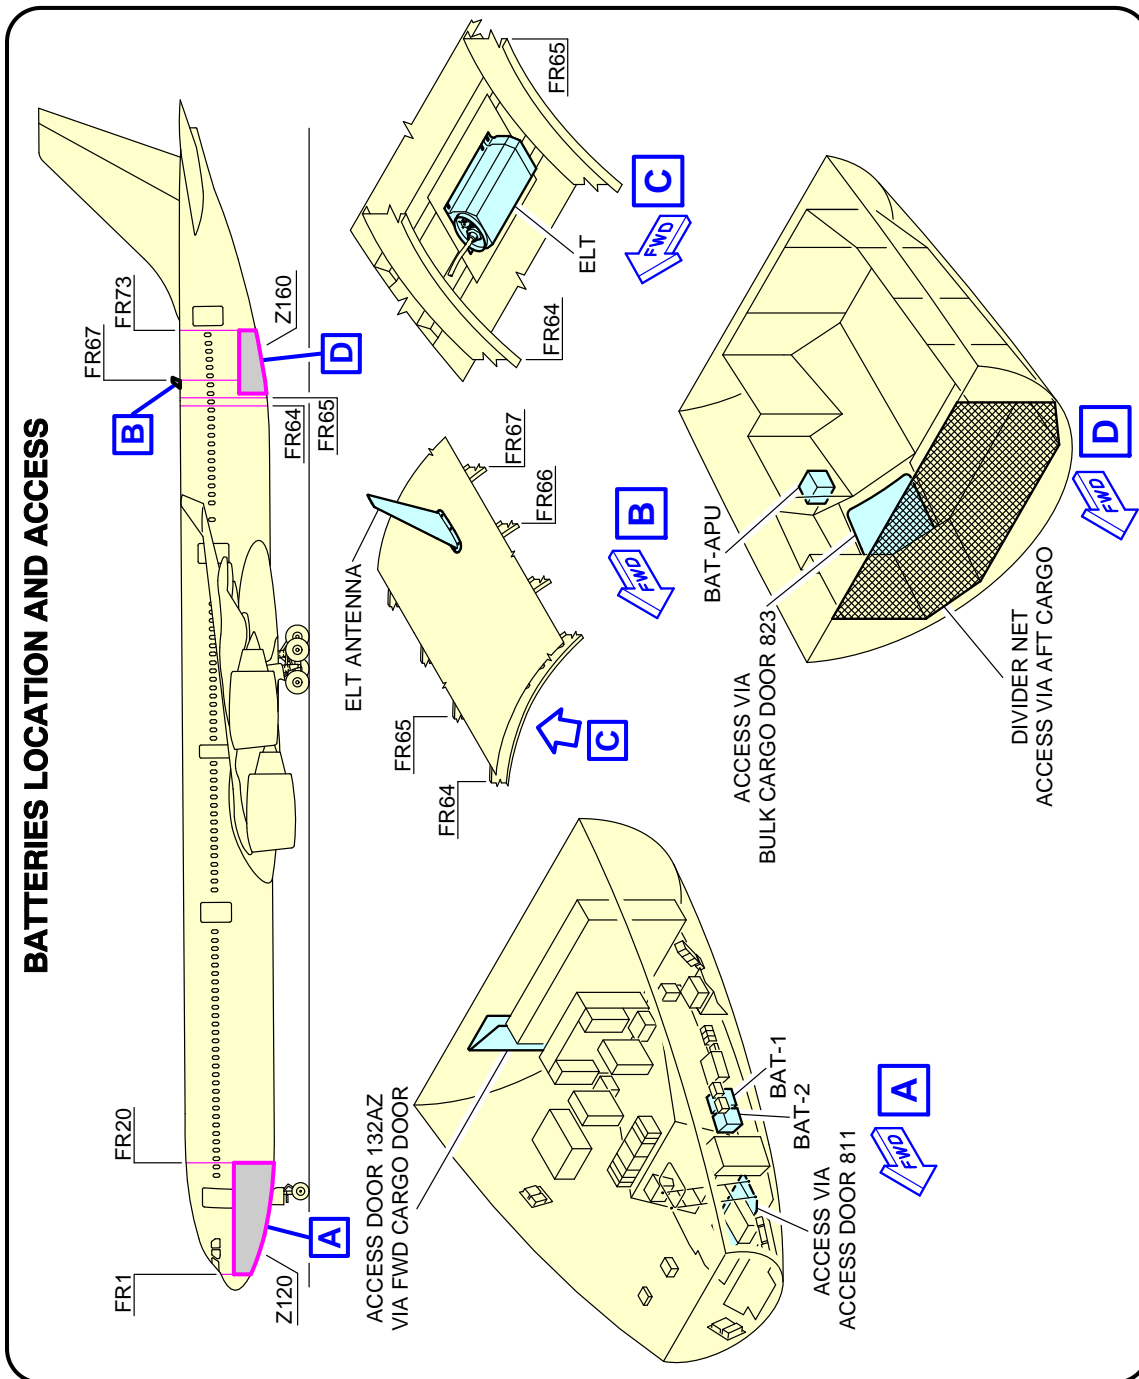 BATTERIES LOCATION AND ACCESS
FR1
FR20
FR67
FR73
B
A
Z120
FR64
FR65
D
Z160
FR64
FR65
ELT ANTENNA
FR66
FR67
C
B
FWD
FR64
FR65
ELT
C
FWD
ACCESS DOOR 132AZ
VIA FWD CARGO DOOR
BAT-1
BAT-2
ACCESS VIA
ACCESS DOOR 811
A
FWD
BAT-APU
ACCESS VIA
BULK CARGO DOOR 823
DIVIDER NET
ACCESS VIA AFT CARGO
D
FWD